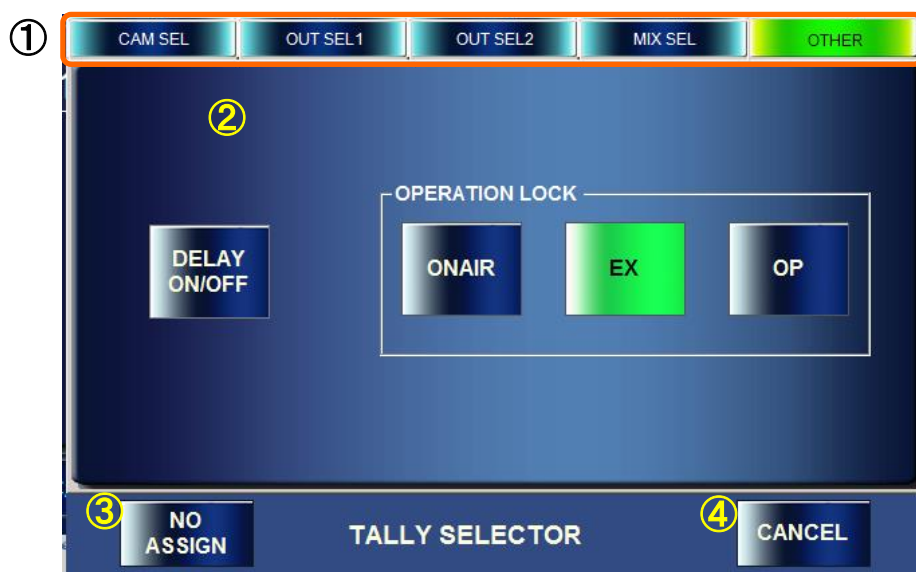 ①
CAM SEL OUT SEL1 OUT SEL2 MIX SEL OTHER
②
OPERATION LOCK
DELAY
ON/OFF
ONAIR EX OP
③
NO
ASSIGN
TALLY SELECTOR
④
CANCEL